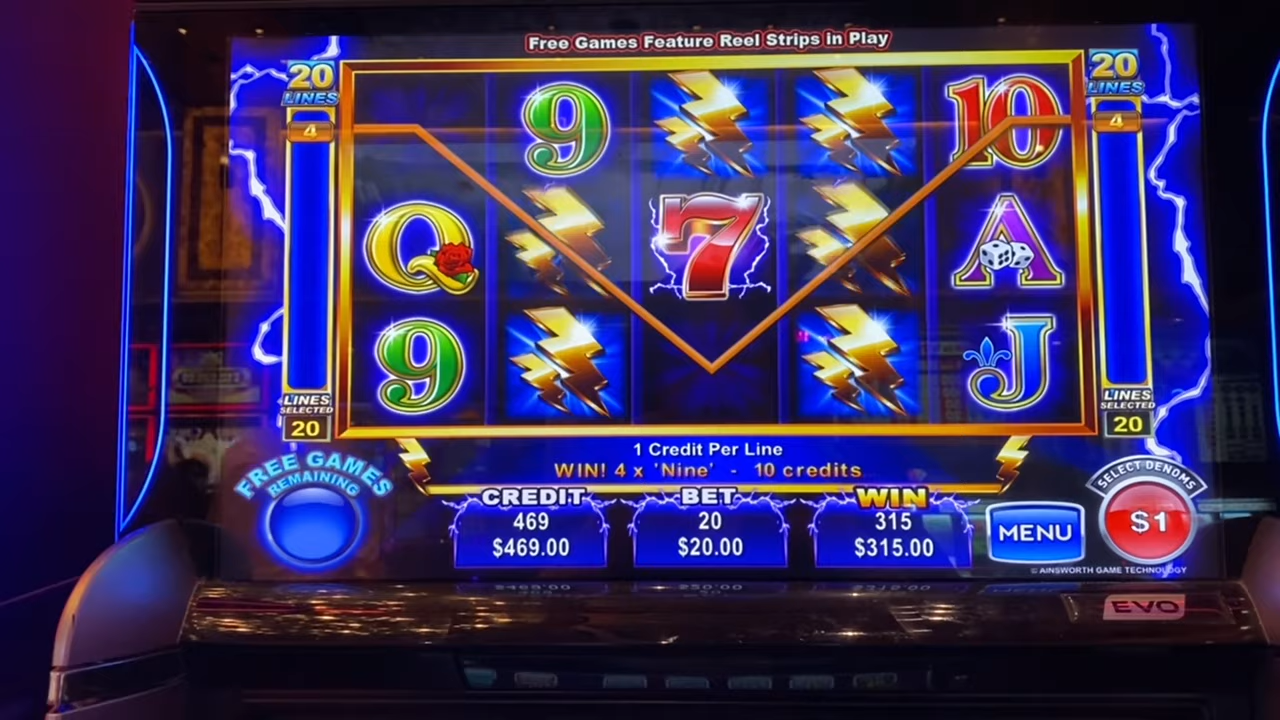 Free Games Feature Reel Strips in Play
20
LINES
20
LINES
4
4
9
10
Q
7
A
9
J
LINES
SELECTED
20
LINES
SELECTED
20
1 Credit Per Line
WIN! 4 x 'Nine' - 10 credits
FREE GAMES
REMAINING
CREDIT
469
$469.00
BET
20
$20.00
WIN
315
$315.00
MENU
SELECT DENOMS
$1
© AINSWORTH GAME TECHNOLOGY
EVO